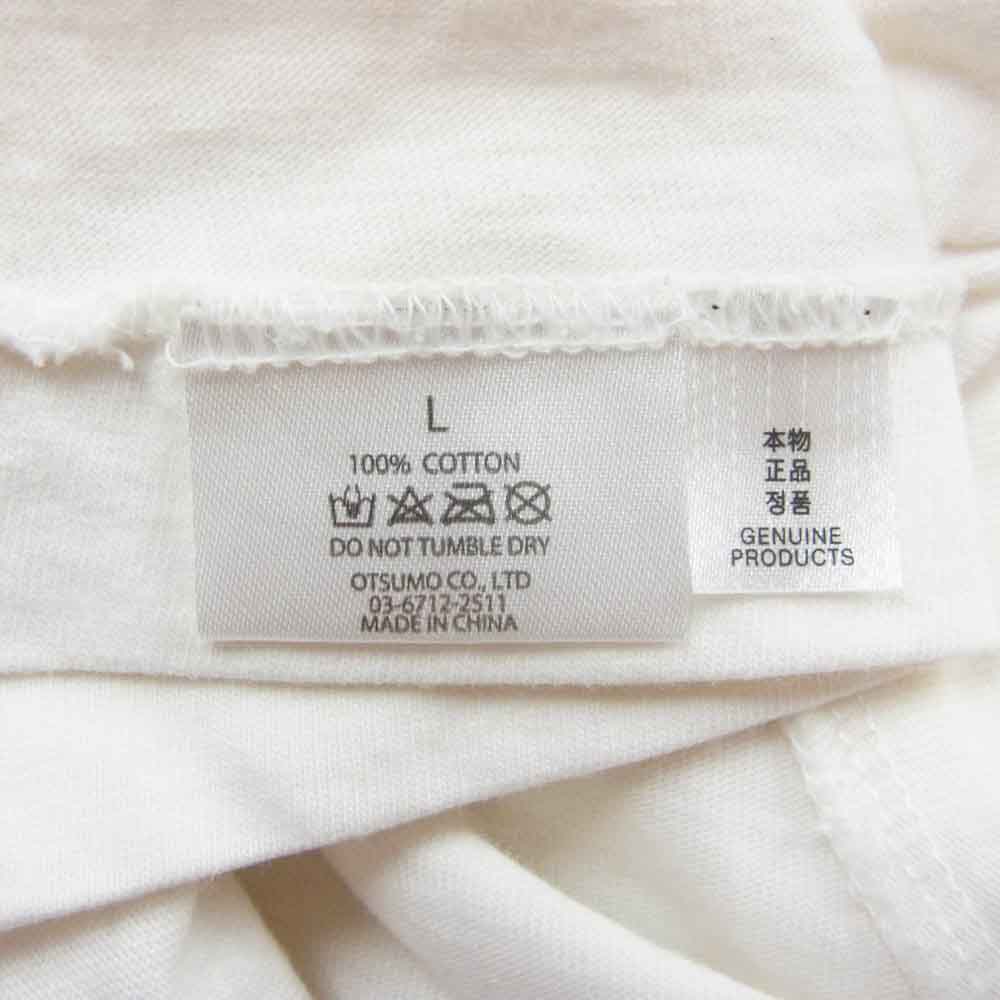 L
100% COTTON
DO NOT TUMBLE DRY
OTSUMO CO., LTD
03-6712-2511
MADE IN CHINA
本物
正品
정품
GENUINE
PRODUCTS